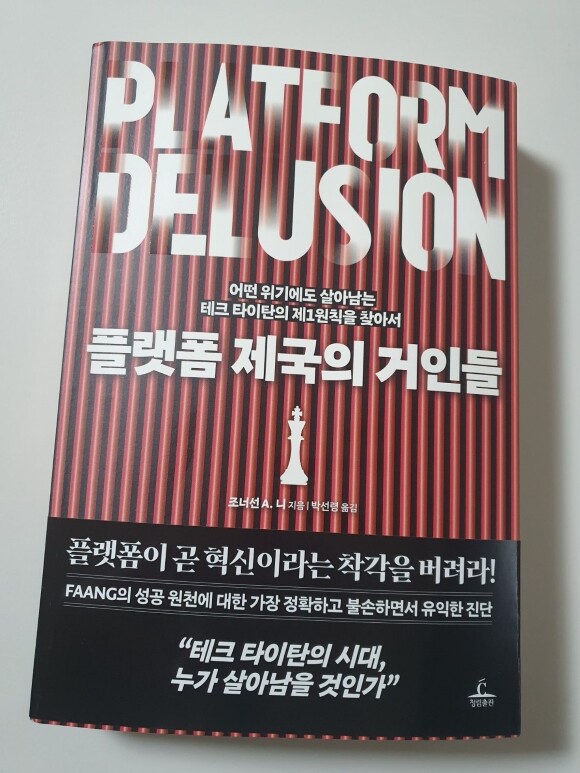 PLATFORM
DELUSION
어떤 위기에도 살아남는
테크 타이탄의 제1원칙을 찾아서
플랫폼 제국의 거인들
조너선 A. 니 지음 | 박선령 옮김
플랫폼이 곧 혁신이라는 착각을 버려라!
FAANG의 성공 원천에 대한 가장 정확하고 불손하면서 유익한 진단
“테크 타이탄의 시대,
누가 살아남을 것인가”
청림출판